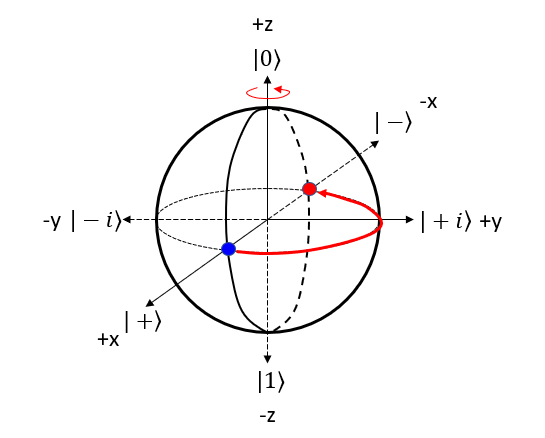 +z
|0⟩
|−⟩ -x
-y |−i⟩
|+i⟩ +y
+x |+⟩
|1⟩
-z